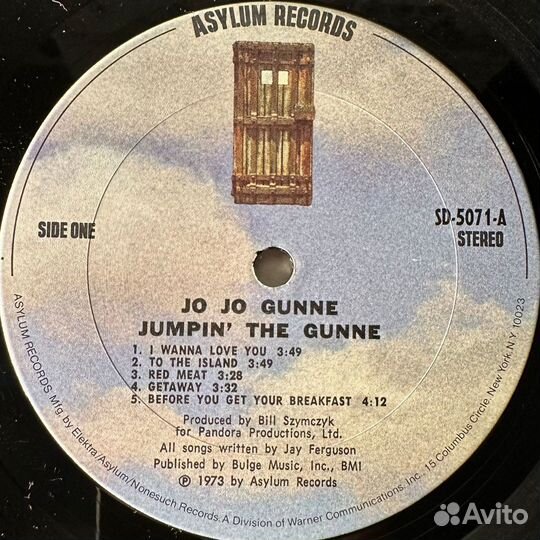 ASYLUM RECORDS
SIDE ONE
SD-5071-A
STEREO
JO JO GUNNE
JUMPIN' THE GUNNE
1. I WANNA LOVE YOU 3:49
2. TO THE ISLAND 3:49
3. RED MEAT 3:28
4. GETAWAY 3:32
5. BEFORE YOU GET YOUR BREAKFAST 4:12
Produced by Bill Szymczyk
for Pandora Productions, Ltd.
All songs written by Jay Ferguson
Published by Bulge Music, Inc., BMI
℗ 1973 by Asylum Records
ASYLUM RECORDS Mfg. by Elektra/Asylum/Nonesuch Records. A Division of Warner Communications, Inc. 15 Columbus Circle, New York, N.Y. 10023
Avito